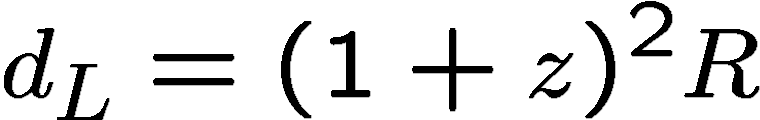 d_L = (1 + z)^2 R